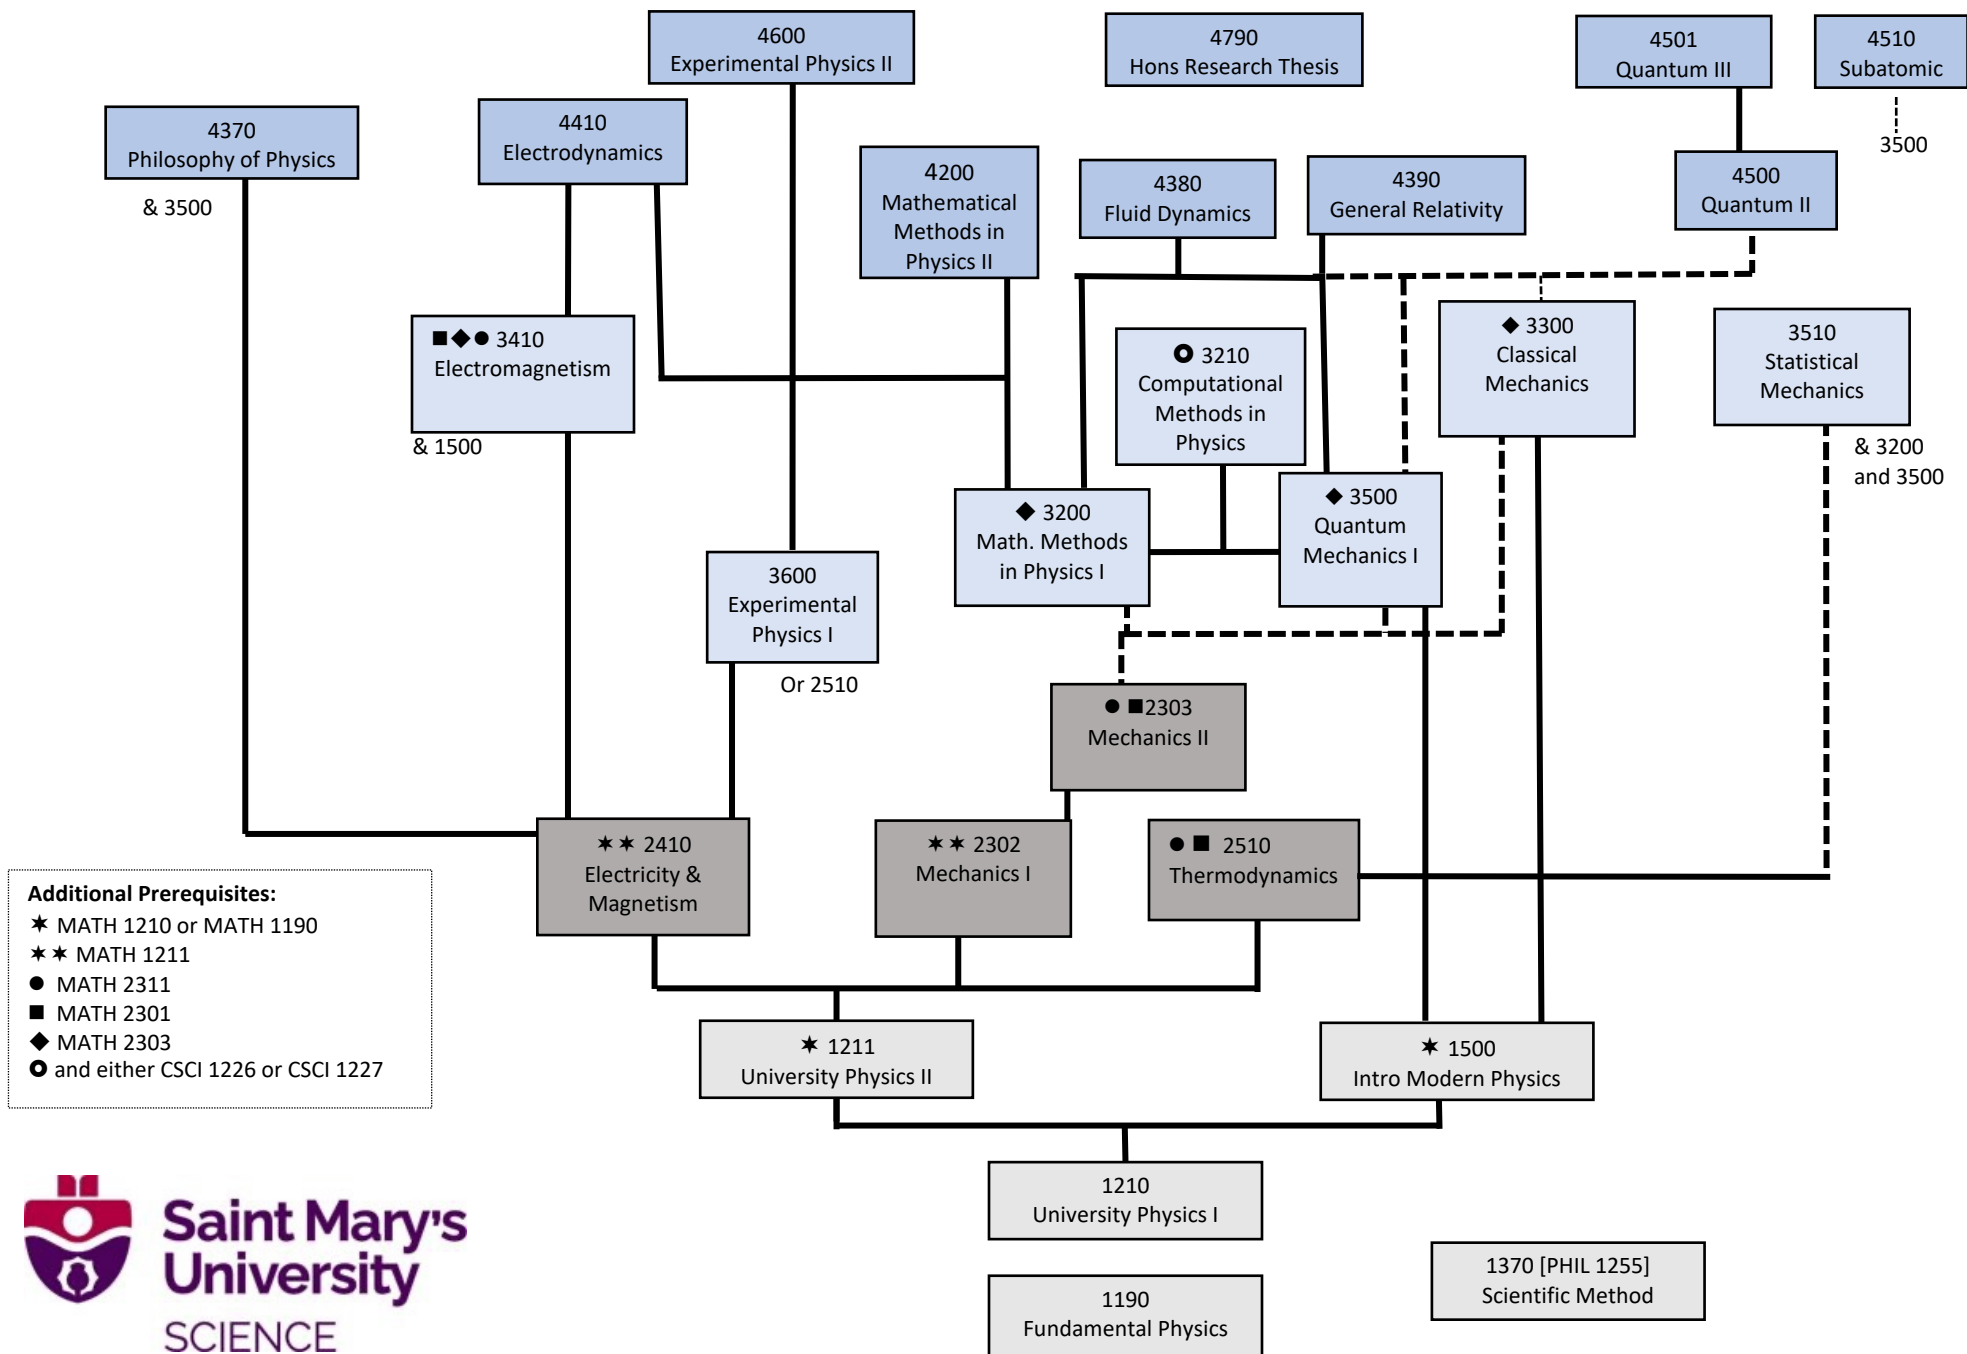 4600
Experimental Physics II
4790
Hons Research Thesis
4501
Quantum III
4510
Subatomic
3500
4370
Philosophy of Physics
& 3500
4410
Electrodynamics
4200
Mathematical
Methods in
Physics II
4380
Fluid Dynamics
4390
General Relativity
4500
Quantum II
■◆● 3410
Electromagnetism
& 1500
3210
Computational
Methods in
Physics
◆ 3300
Classical
Mechanics
3510
Statistical
Mechanics
& 3200
and 3500
◆ 3200
Math. Methods
in Physics I
◆ 3500
Quantum
Mechanics I
3600
Experimental
Physics I
Or 2510
● ■2303
Mechanics II
★ ★ 2410
Electricity &
Magnetism
★ ★ 2302
Mechanics I
● ■ 2510
Thermodynamics
Additional Prerequisites:
★ MATH 1210 or MATH 1190
★ ★ MATH 1211
● MATH 2311
■ MATH 2301
◆ MATH 2303
and either CSCI 1226 or CSCI 1227
★ 1211
University Physics II
★ 1500
Intro Modern Physics
1210
University Physics I
1370 [PHIL 1255]
Scientific Method
1190
Fundamental Physics
Saint Mary's
University
SCIENCE